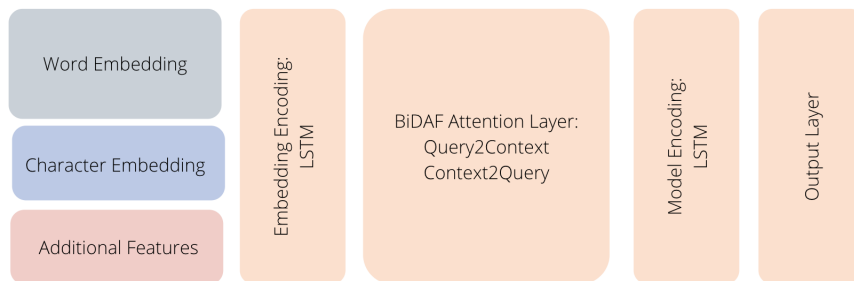 Word Embedding
Character Embedding
Additional Features
Embedding Encoding:
LSTM
BiDAF Attention Layer:
Query2Context
Context2Query
Model Encoding:
LSTM
Output Layer